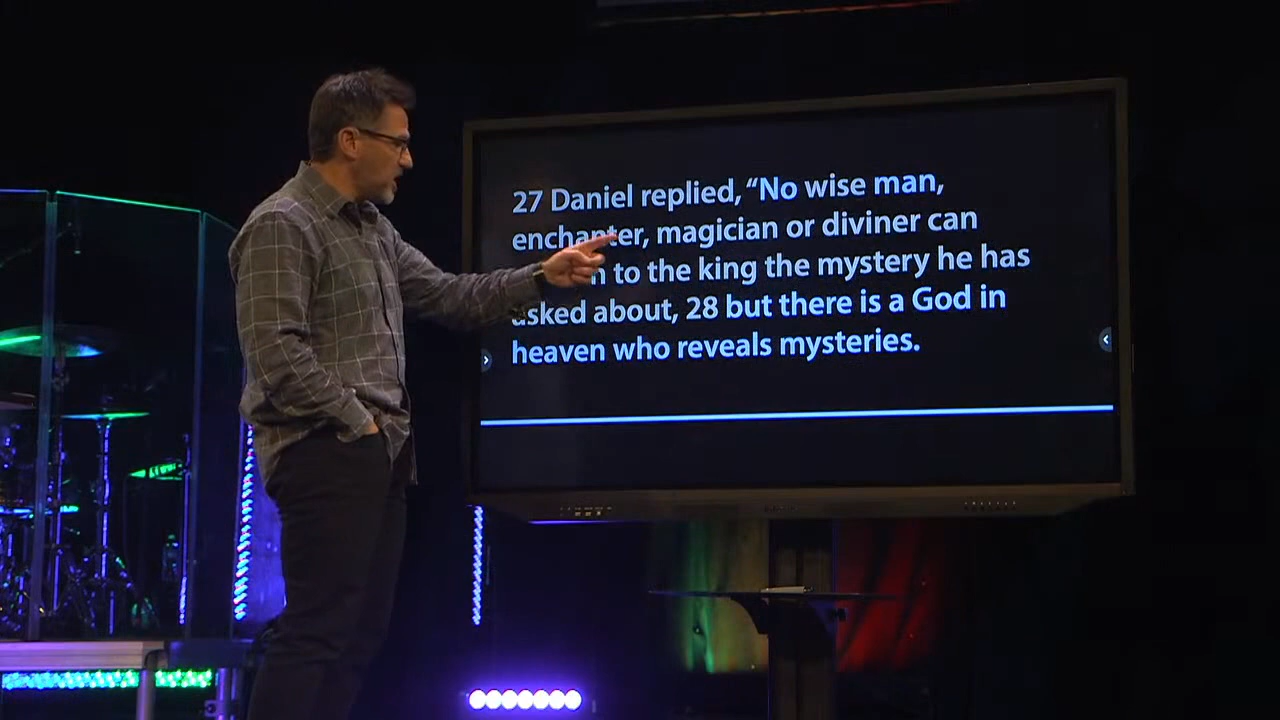 27 Daniel replied, “No wise man,
enchanter, magician or diviner can
to the king the mystery he has
asked about, 28 but there is a God in
heaven who reveals mysteries.